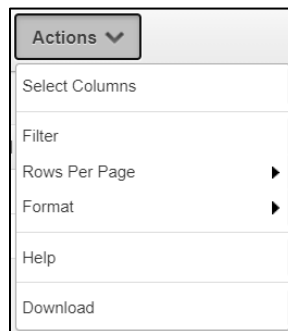 Actions
Select Columns
Filter
Rows Per Page
Format
Help
Download